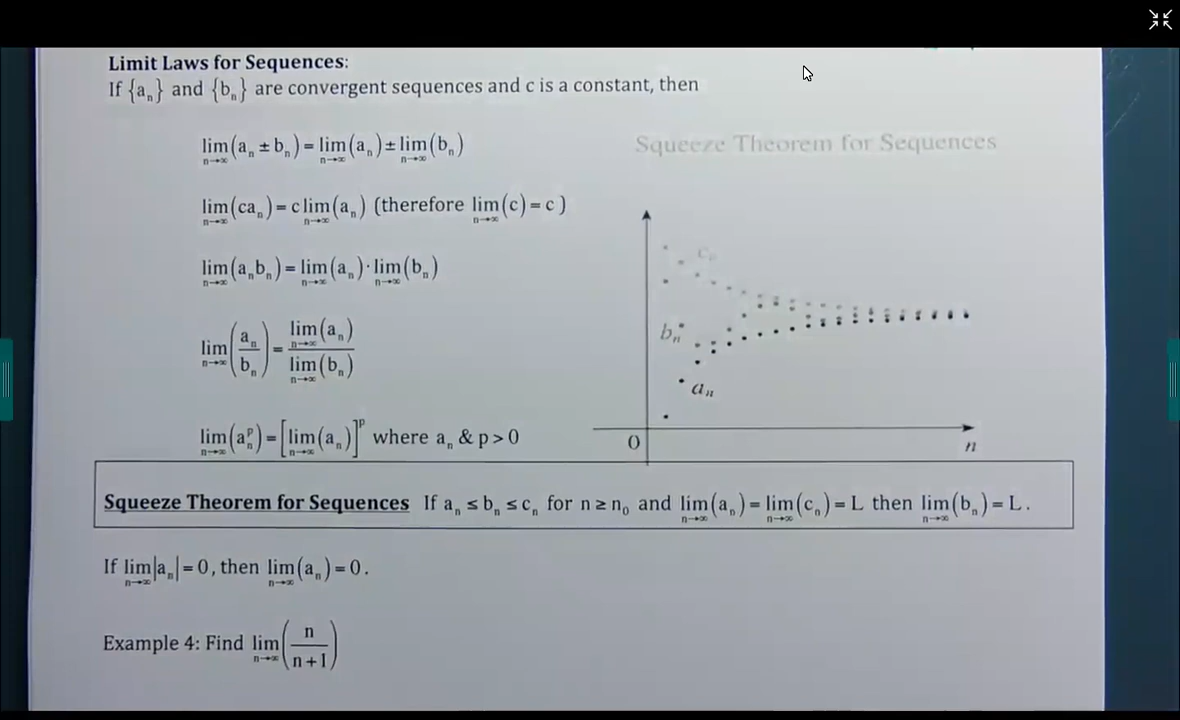 Limit Laws for Sequences:
If {aₙ} and {bₙ} are convergent sequences and c is a constant, then
lim(aₙ ± bₙ) = lim(aₙ) ± lim(bₙ)
n→∞ n→∞ n→∞
Squeeze Theorem for Sequences
lim(caₙ) = c lim(aₙ) (therefore lim(c) = c )
n→∞ n→∞ n→∞
lim(aₙbₙ) = lim(aₙ) · lim(bₙ)
n→∞ n→∞ n→∞
lim(aₙ/bₙ) = lim(aₙ)/lim(bₙ)
n→∞ n→∞ n→∞
lim(aₙᵖ) = [lim(aₙ)]ᵖ where aₙ & p > 0
n→∞ n→∞
cₙ
bₙ
aₙ
0
n
Squeeze Theorem for Sequences If aₙ ≤ bₙ ≤ cₙ for n ≥ n₀ and lim(aₙ) = lim(cₙ) = L then lim(bₙ) = L.
n→∞ n→∞ n→∞
If lim|aₙ| = 0, then lim(aₙ) = 0.
n→∞ n→∞
Example 4: Find lim(n/(n+1))
n→∞